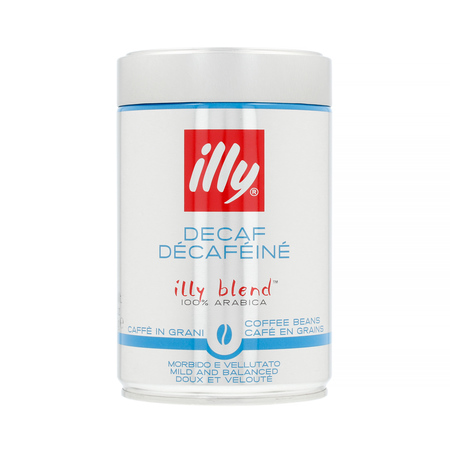 illy®
DECAF
DÉCAFÉINÉ
illy blend™
100% ARABICA
CAFFÈ IN GRANI
COFFEE BEANS
CAFÉ EN GRAINS
MORBIDO E VELLUTATO
MILD AND BALANCED
DOUX ET VELOUTÉ